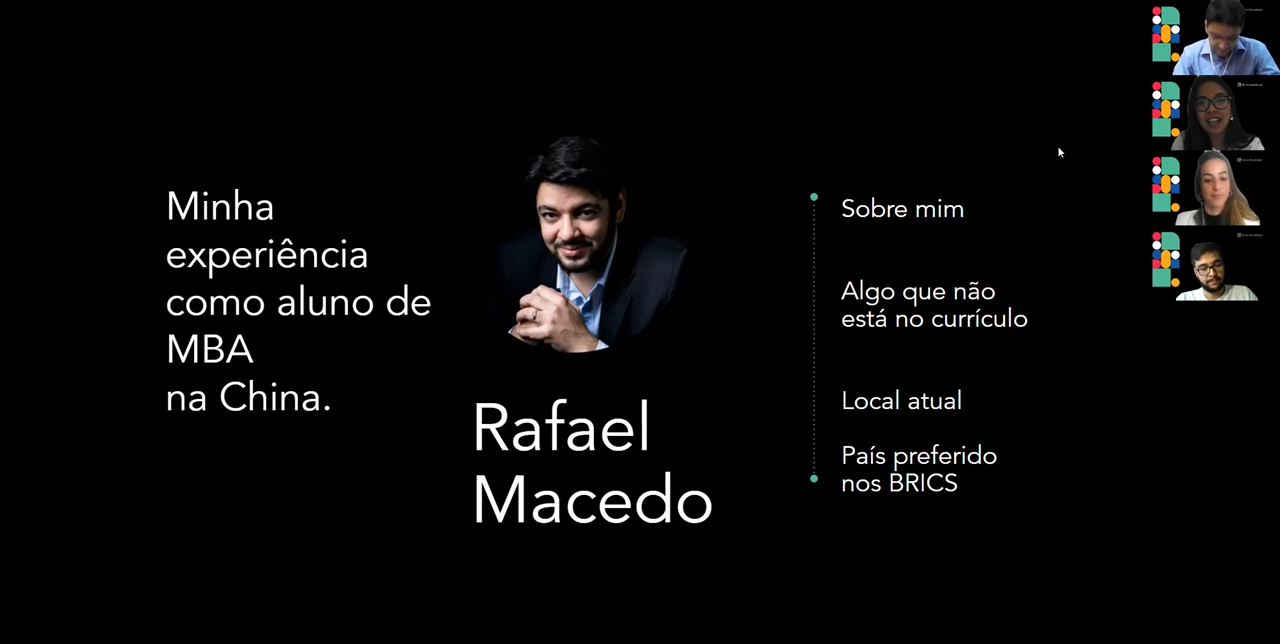 Minha
experiência
como aluno de
MBA
na China.
Rafael
Macedo
Sobre mim
Algo que não
está no currículo
Local atual
País preferido
nos BRICS